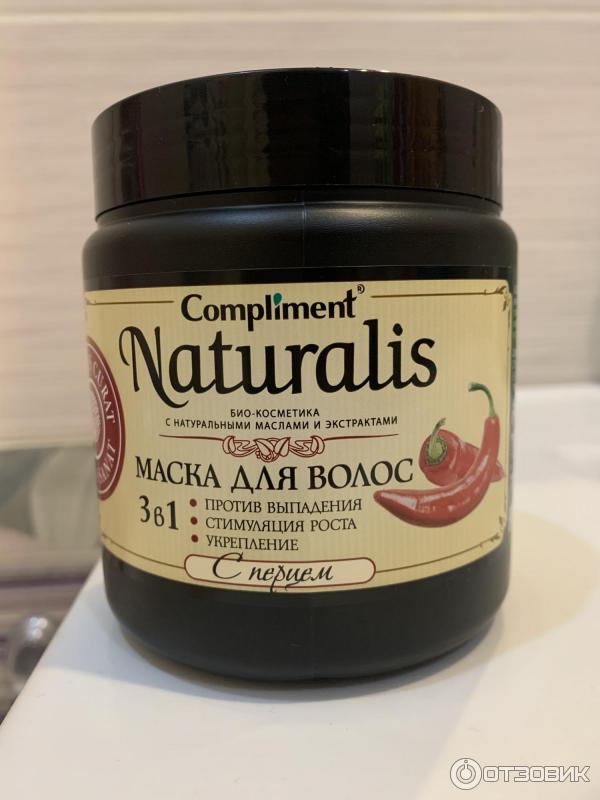 Compliment®
Naturalis
БИО-КОСМЕТИКА
С НАТУРАЛЬНЫМИ МАСЛАМИ И ЭКСТРАКТАМИ
МАСКА ДЛЯ ВОЛОС
3в1
• ПРОТИВ ВЫПАДЕНИЯ
• СТИМУЛЯЦИЯ РОСТА
• УКРЕПЛЕНИЕ
С перцем
ОТЗОВИК